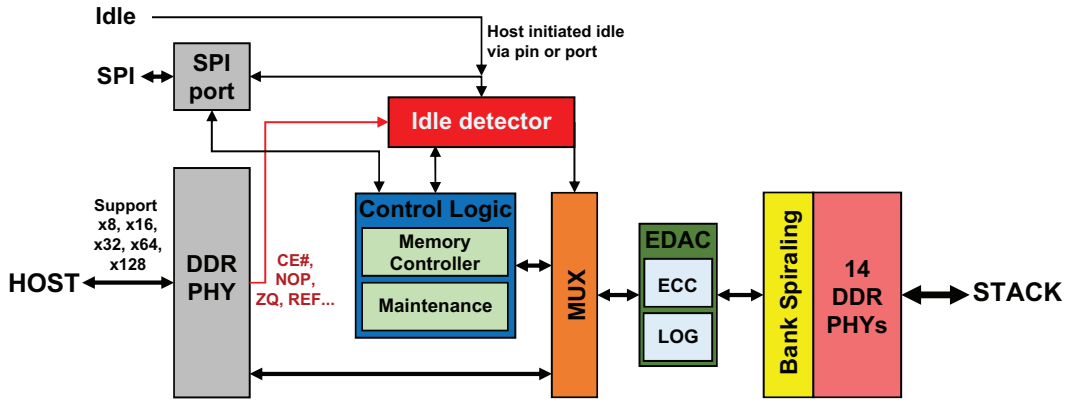 Idle
Host initiated idle
via pin or port
SPI
SPI
port
Idle detector
Support
x8, x16,
x32, x64,
x128
HOST
DDR
PHY
CE#,
NOP,
ZQ, REF...
Control Logic
Memory
Controller
Maintenance
MUX
EDAC
ECC
LOG
Bank Spiraling
14
DDR
PHYs
STACK